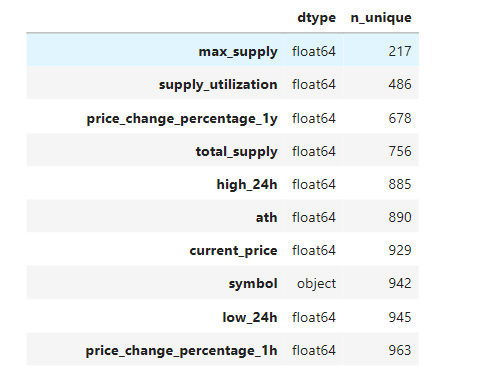 dtype n_unique
max_supply float64 217
supply_utilization float64 486
price_change_percentage_1y float64 678
total_supply float64 756
high_24h float64 885
ath float64 890
current_price float64 929
symbol object 942
low_24h float64 945
price_change_percentage_1h float64 963